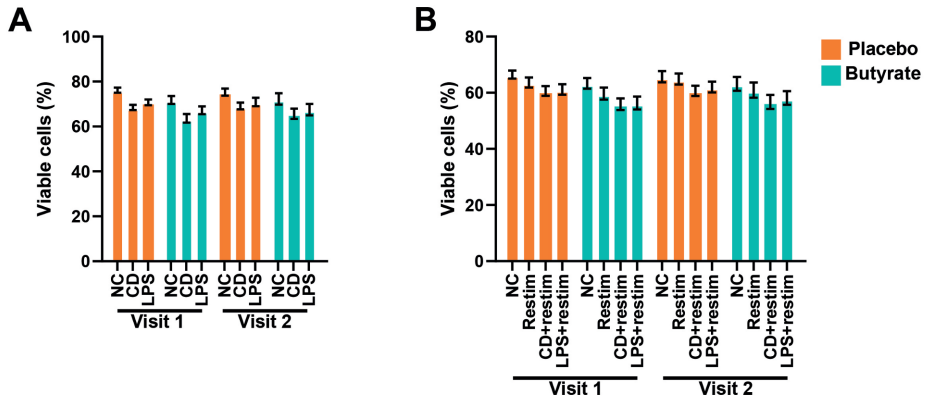 A
Viable cells (%)
100
80
60
40
20
0
NC
CD
LPS
NC
CD
LPS
NC
CD
LPS
NC
CD
LPS
Visit 1
Visit 2
B
Viable cells (%)
80
60
40
20
0
NC
Restim
CD+restim
LPS+restim
NC
Restim
CD+restim
LPS+restim
NC
Restim
CD+restim
LPS+restim
NC
Restim
CD+restim
LPS+restim
Visit 1
Visit 2
Placebo
Butyrate